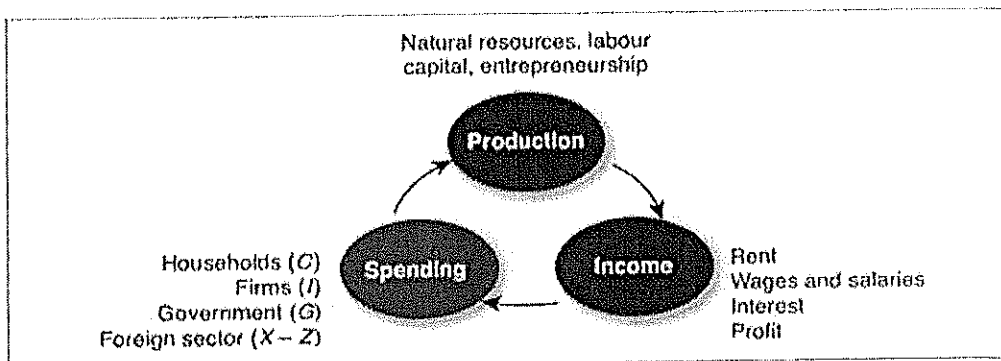 Natural resources, labour
capital, entrepreneurship
Production
Households (C)
Firms (I)
Government (G)
Foreign sector (X – Z)
Spending
Income
Rent
Wages and salaries
Interest
Profit